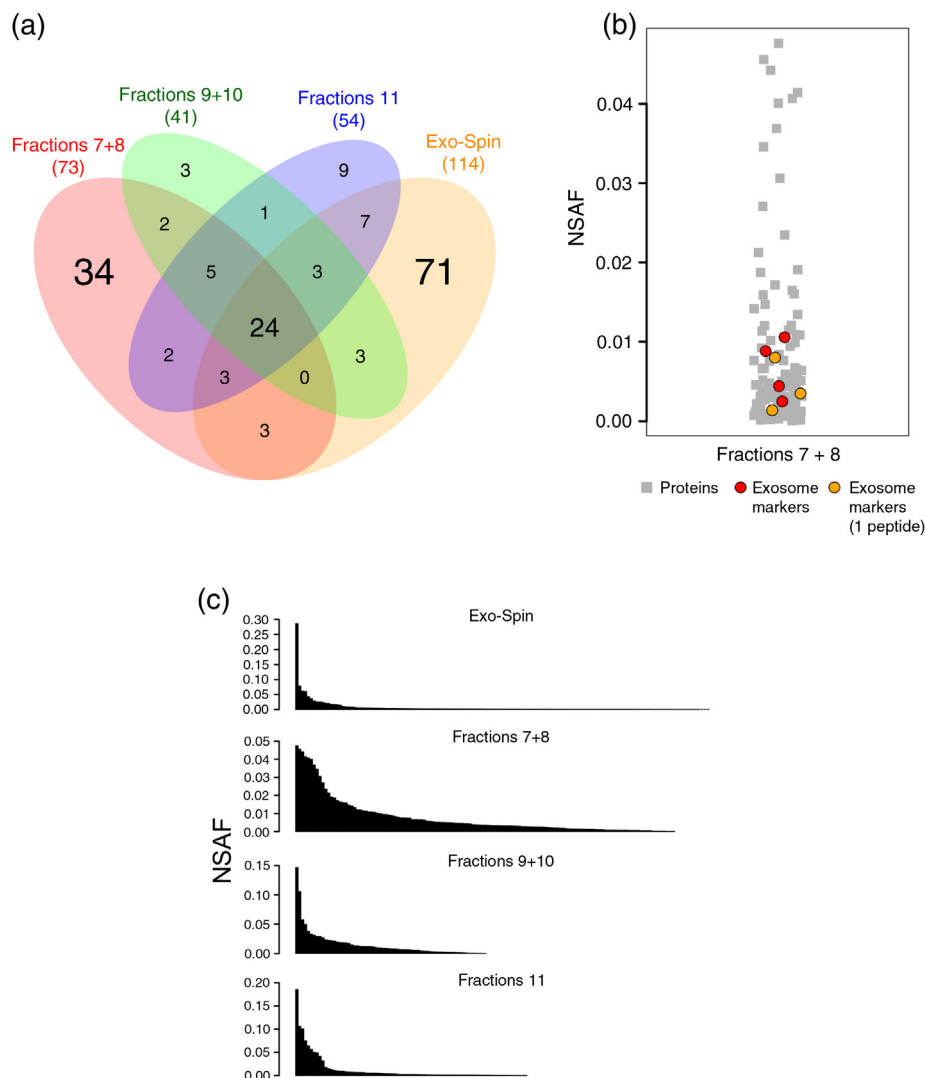 (a)
Fractions 9+10
(41)
Fractions 11
(54)
Fractions 7+8
(73)
Exo-Spin
(114)
3
9
2
1
7
34
5
3
71
24
2
3
0
3
3
(b)
NSAF
0.04
0.03
0.02
0.01
0.00
Fractions 7 + 8
Proteins
Exosome
markers
Exosome
markers
(1 peptide)
(c)
NSAF
Exo-Spin
0.30
0.25
0.20
0.15
0.10
0.05
0.00
Fractions 7+8
0.05
0.04
0.03
0.02
0.01
0.00
Fractions 9+10
0.15
0.10
0.05
0.00
Fractions 11
0.20
0.15
0.10
0.05
0.00